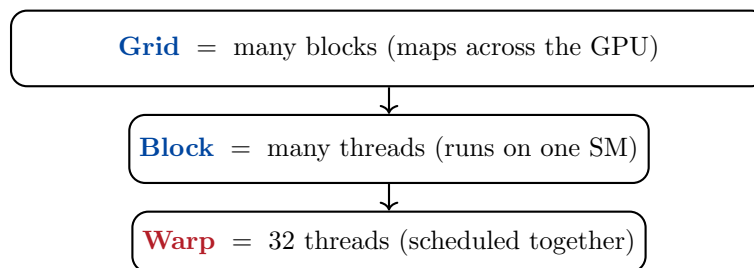 Grid = many blocks (maps across the GPU)
Block = many threads (runs on one SM)
Warp = 32 threads (scheduled together)